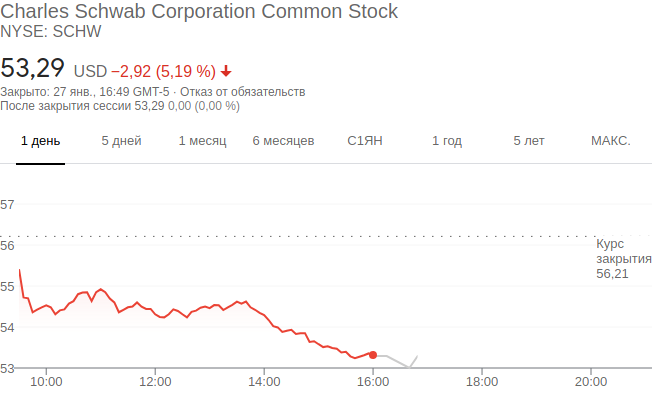 Charles Schwab Corporation Common Stock
NYSE: SCHW
53,29 USD −2,92 (5,19 %)
Закрыто: 27 янв., 16:49 GMT-5 · Отказ от обязательств
После закрытия сессии 53,29 0,00 (0,00 %)
1 день 5 дней 1 месяц 6 месяцев С1ЯН 1 год 5 лет МАКС.
57
56
Курс
закрытия
56,21
55
54
53
10:00 12:00 14:00 16:00 18:00 20:00